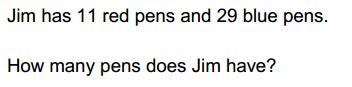 Jim has 11 red pens and 29 blue pens.
How many pens does Jim have?